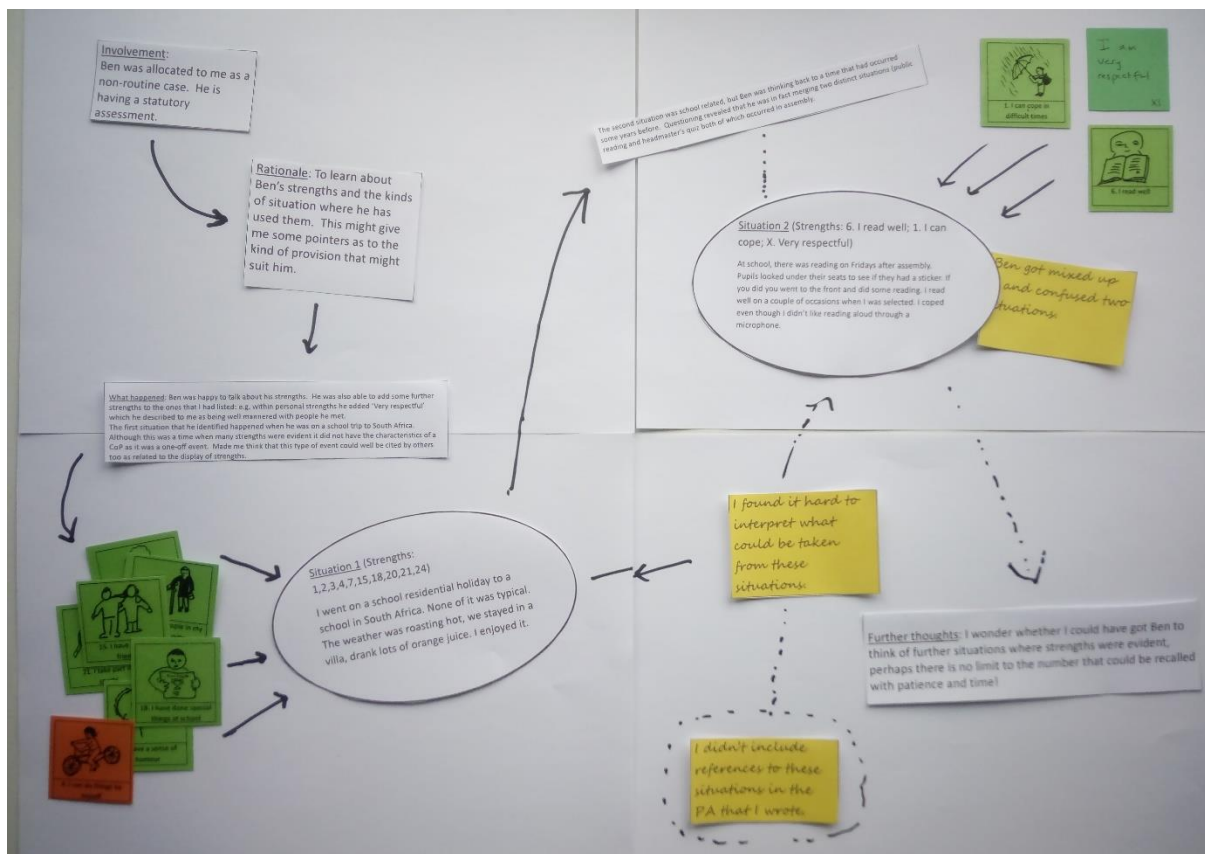 Involvement:
Ben was allocated to me as a
non-routine case. He is
having a statutory
assessment.
Rationale: To learn about
Ben's strengths and the kinds
of situation where he has
used them. This might give
me some pointers as to the
kind of provision that might
suit him.
What happened: Ben was happy to talk about his strengths. He was also able to add some further
strengths to the ones that I had listed: e.g. within personal strengths he added 'Very respectful'
which he described to me as being well mannered with people he met.
The first situation that he identified happened when he was on a school trip to South Africa.
Although this was a time when many strengths were evident it did not have the characteristics of a
CoP as it was a one-off event. Made me think that this type of event could well be cited by others
too as related to the display of strengths.
18. I have done special
things at school
have a sense of
humour
Situation 1 (Strengths:
1,2,3,4,7,15,18,20,21,24)
I went on a school residential holiday to a
school in South Africa. None of it was typical.
The weather was roasting hot, we stayed in a
villa, drank lots of orange juice. I enjoyed it.
The second situation was school related, but Ben was thinking back to a time that had occurred
some years before. Questioning revealed that he was in fact merging two distinct situations (public
reading and headmaster's quiz both of which occurred in assembly.
1. I can cope in
difficult times
I am
very
respectful
X1
6. I read well
Situation 2 (Strengths: 6. I read well; 1. I can
cope; X. Very respectful)
At school, there was reading on Fridays after assembly.
Pupils looked under their seats to see if they had a sticker. If
you did you went to the front and did some reading. I read
well on a couple of occasions when I was selected. I coped
even though I didn't like reading aloud through a
microphone.
Ben got mixed up
and confused two
tuations.
I found it hard to
interpret what
could be taken
from these
situations.
Further thoughts: I wonder whether I could have got Ben to
think of further situations where strengths were evident,
perhaps there is no limit to the number that could be recalled
with patience and time!
I didn't include
references to these
situations in the
PA that I wrote.